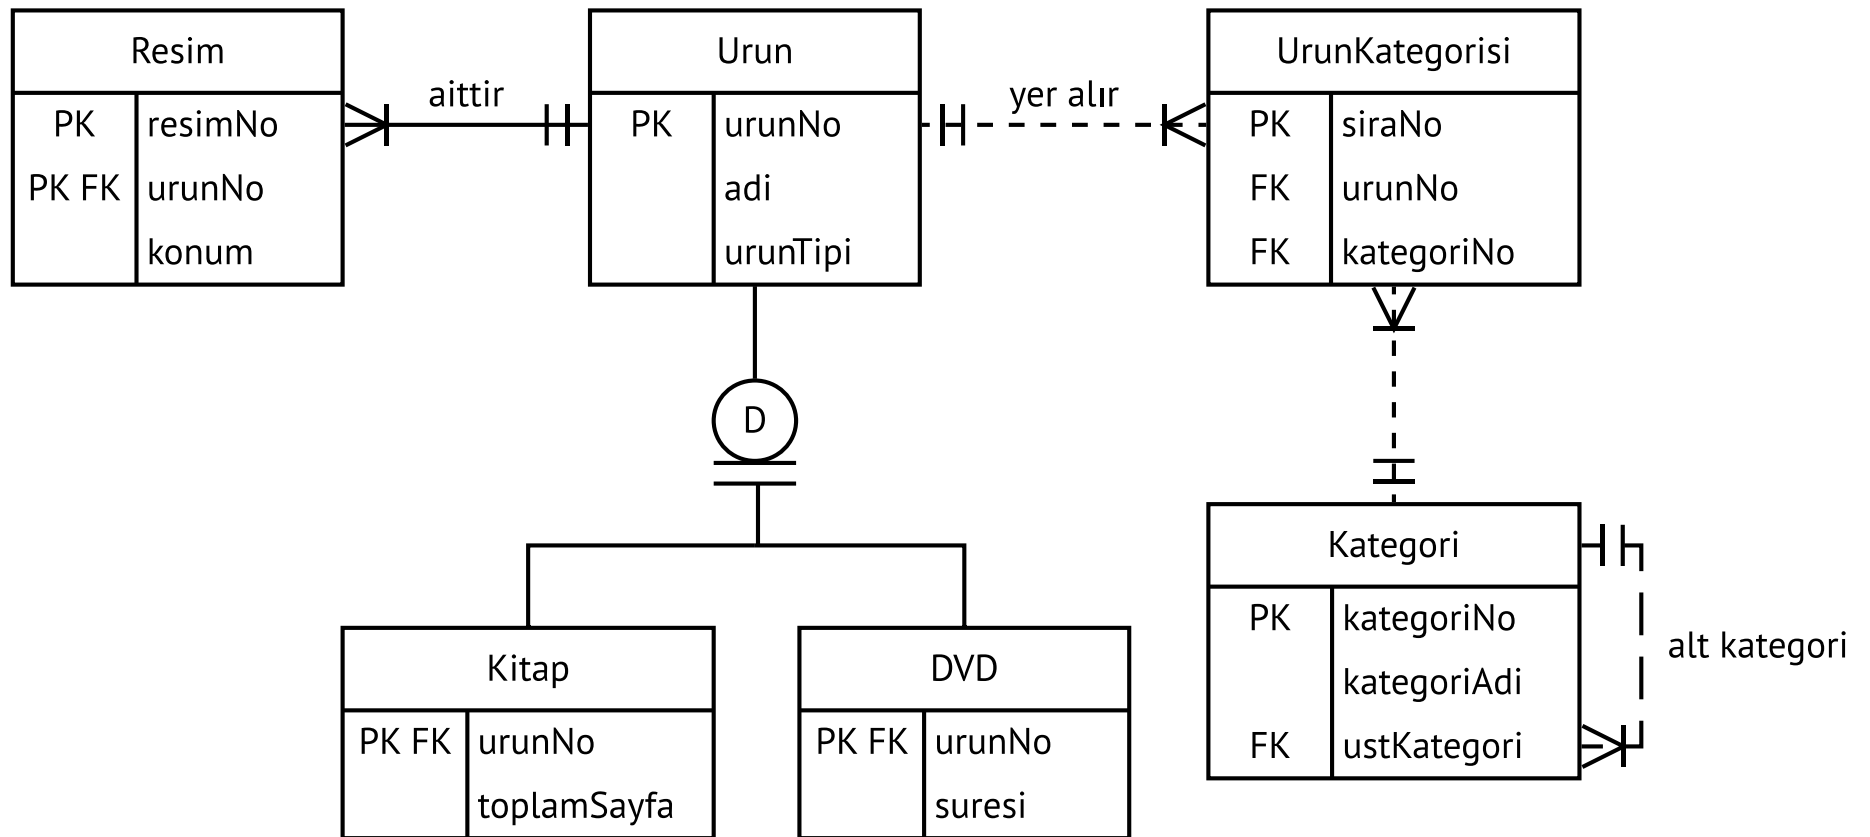 Resim
PK resimNo
PK FK urunNo
konum
aittir
Urun
PK urunNo
adi
urunTipi
yer alır
UrunKategorisi
PK siraNo
FK urunNo
FK kategoriNo
D
Kitap
PK FK urunNo
toplamSayfa
DVD
PK FK urunNo
suresi
Kategori
PK kategoriNo
kategoriAdi
FK ustKategori
alt kategori